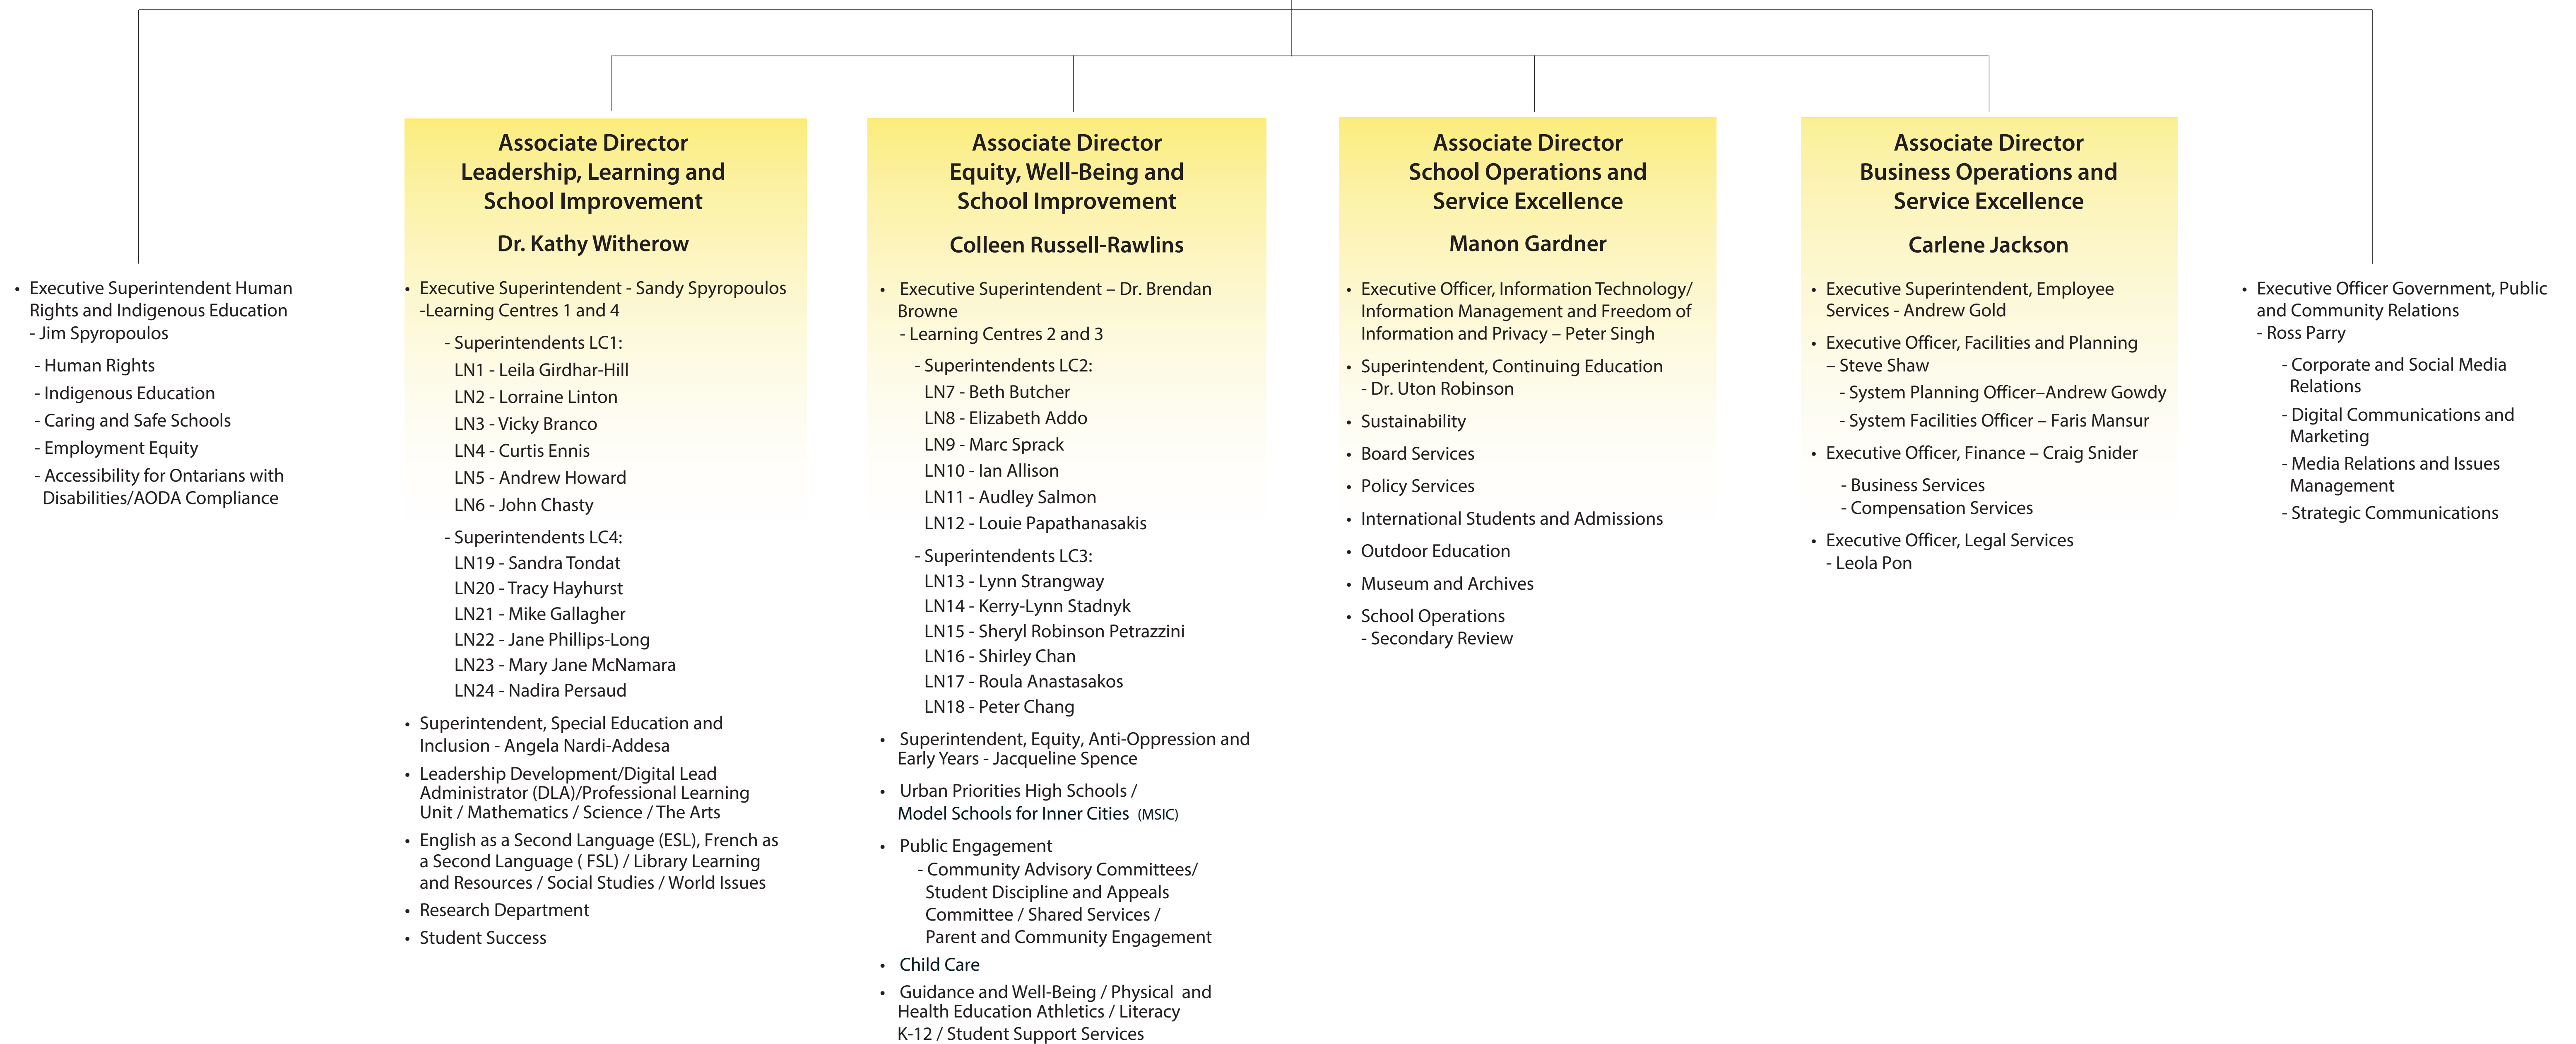 • Executive Superintendent Human
Rights and Indigenous Education
- Jim Spyropoulos
- Human Rights
- Indigenous Education
- Caring and Safe Schools
- Employment Equity
- Accessibility for Ontarians with
Disabilities/AODA Compliance
Associate Director
Leadership, Learning and
School Improvement
Dr. Kathy Witherow
• Executive Superintendent - Sandy Spyropoulos
-Learning Centres 1 and 4
- Superintendents LC1:
LN1 - Leila Girdhar-Hill
LN2 - Lorraine Linton
LN3 - Vicky Branco
LN4 - Curtis Ennis
LN5 - Andrew Howard
LN6 - John Chasty
- Superintendents LC4:
LN19 - Sandra Tondat
LN20 - Tracy Hayhurst
LN21 - Mike Gallagher
LN22 - Jane Phillips-Long
LN23 - Mary Jane McNamara
LN24 - Nadira Persaud
• Superintendent, Special Education and
Inclusion - Angela Nardi-Addesa
• Leadership Development/Digital Lead
Administrator (DLA)/Professional Learning
Unit / Mathematics / Science / The Arts
• English as a Second Language (ESL), French as
a Second Language ( FSL) / Library Learning
and Resources / Social Studies / World Issues
• Research Department
• Student Success
Associate Director
Equity, Well-Being and
School Improvement
Colleen Russell-Rawlins
• Executive Superintendent – Dr. Brendan
Browne
- Learning Centres 2 and 3
- Superintendents LC2:
LN7 - Beth Butcher
LN8 - Elizabeth Addo
LN9 - Marc Sprack
LN10 - Ian Allison
LN11 - Audley Salmon
LN12 - Louie Papathanasakis
- Superintendents LC3:
LN13 - Lynn Strangway
LN14 - Kerry-Lynn Stadnyk
LN15 - Sheryl Robinson Petrazzini
LN16 - Shirley Chan
LN17 - Roula Anastasakos
LN18 - Peter Chang
• Superintendent, Equity, Anti-Oppression and
Early Years - Jacqueline Spence
• Urban Priorities High Schools /
Model Schools for Inner Cities (MSIC)
• Public Engagement
- Community Advisory Committees/
Student Discipline and Appeals
Committee / Shared Services /
Parent and Community Engagement
• Child Care
• Guidance and Well-Being / Physical and
Health Education Athletics / Literacy
K-12 / Student Support Services
Associate Director
School Operations and
Service Excellence
Manon Gardner
• Executive Officer, Information Technology/
Information Management and Freedom of
Information and Privacy – Peter Singh
• Superintendent, Continuing Education
- Dr. Uton Robinson
• Sustainability
• Board Services
• Policy Services
• International Students and Admissions
• Outdoor Education
• Museum and Archives
• School Operations
- Secondary Review
Associate Director
Business Operations and
Service Excellence
Carlene Jackson
• Executive Superintendent, Employee
Services - Andrew Gold
• Executive Officer, Facilities and Planning
– Steve Shaw
- System Planning Officer–Andrew Gowdy
- System Facilities Officer – Faris Mansur
• Executive Officer, Finance – Craig Snider
- Business Services
- Compensation Services
• Executive Officer, Legal Services
- Leola Pon
• Executive Officer Government, Public
and Community Relations
- Ross Parry
- Corporate and Social Media
Relations
- Digital Communications and
Marketing
- Media Relations and Issues
Management
- Strategic Communications